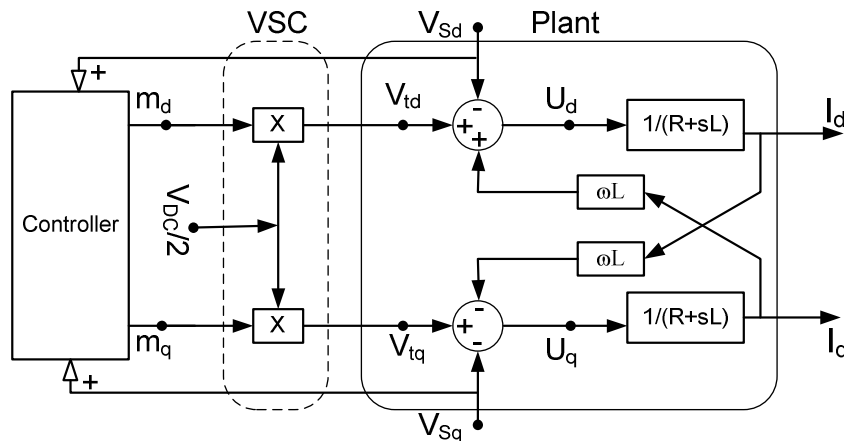 VSC
V_Sd
Plant
+
m_d
X
V_td
-
+
+
U_d
1/(R+sL)
I_d
ωL
Controller
V_DC/2
ωL
m_q
X
V_tq
-
+
-
U_q
1/(R+sL)
I_q
+
V_Sq